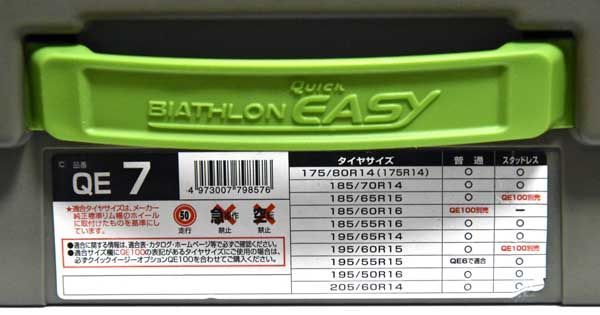 Quick
BIATHLON EASY
C 品番
QE 7
4 973007 798576
★適合タイヤサイズは、メーカー
純正標準リム幅のホイール
に取付けたものを基準にし
ています。
50
走行
急操作
禁止
空転
禁止
●適合に関する情報は、適合表・カタログ・ホームページ等で必ずご確認ください。
●適合サイズ欄にQE100の表記があるタイヤサイズにご使用の場合は、
必ずクイックイージーオプションQE100を合わせてご購入ください。
タイヤサイズ 普通 スタッドレス
175/80R14(175R14) ○ ○
185/70R14 ○ ○
185/65R15 ○ QE100別売
185/60R16 QE100別売 ー
185/55R16 ○ ○
195/65R14 ○ ○
195/60R15 ○ QE100別売
195/55R15 QE6で適合 ○
195/50R16 ○ ○
205/60R14 ○ ○